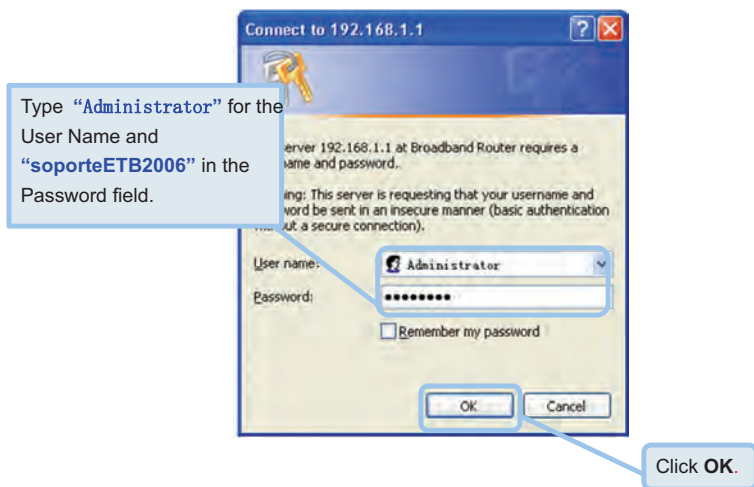 Connect to 192.168.1.1
Type “Administrator” for the
User Name and
“soporteETB2006” in the
Password field.
erver 192.168.1.1 at Broadband Router requires a
ame and password.
ing: This server is requesting that your username and
word be sent in an insecure manner (basic authentication
ut a secure connection).
User name:
Administrator
Password:
Remember my password
OK
Cancel
Click OK.